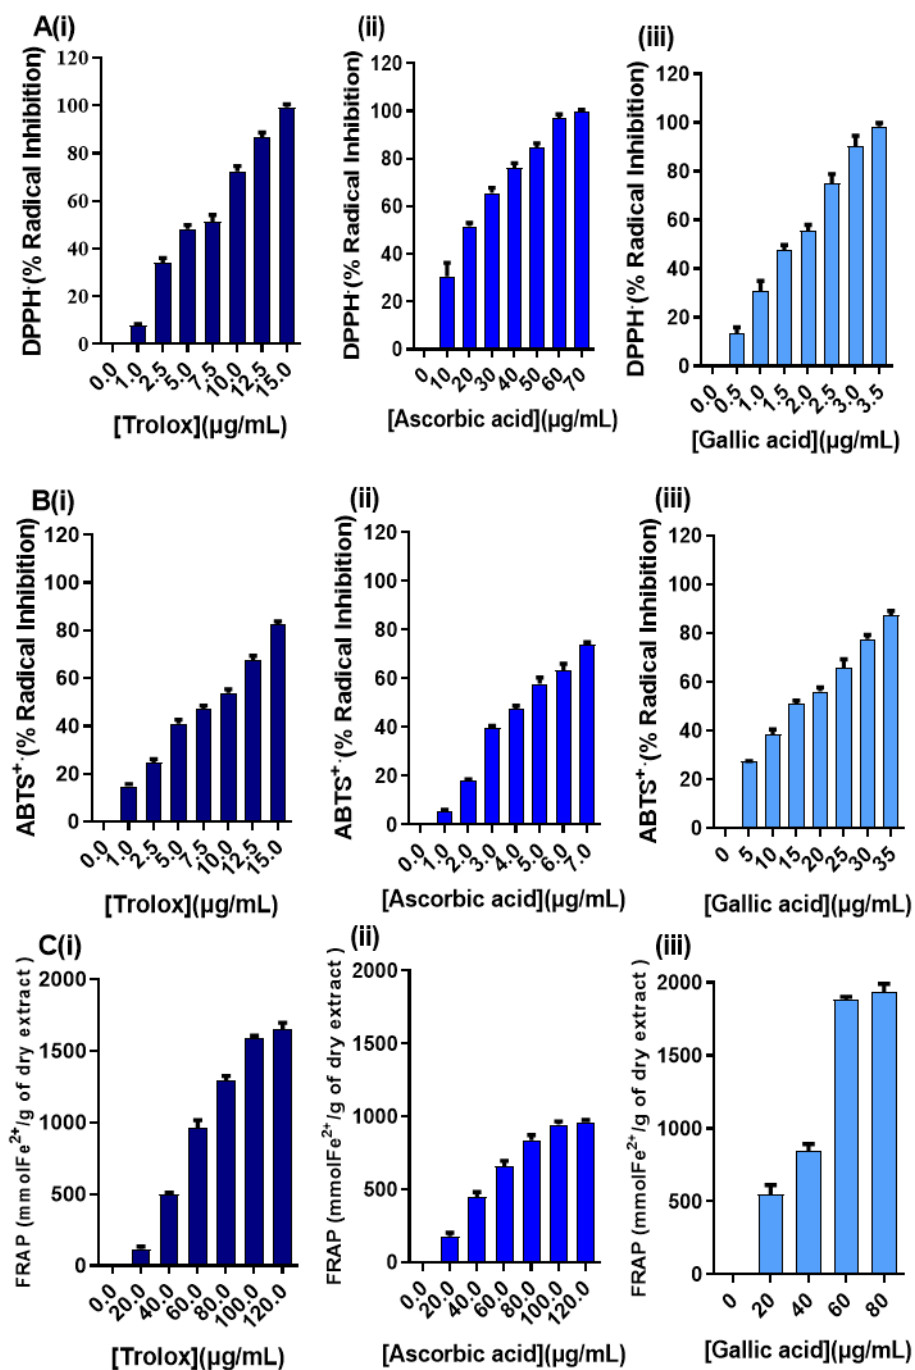 A(i)
(ii)
(iii)
DPPH·(% Radical Inhibition)
120
100
80
60
40
20
0
0.0 1.0 2.5 5.0 7.5 10.0 12.5 15.0
[Trolox](µg/mL)
DPPH·(% Radical Inhibition)
120
100
80
60
40
20
0
0 10 20 30 40 50 60 70
[Ascorbic acid](µg/mL)
DPPH·(% Radical Inhibition)
120
100
80
60
40
20
0
0.0 0.5 1.0 1.5 2.0 2.5 3.0 3.5
[Gallic acid](µg/mL)
B(i)
(ii)
(iii)
ABTS⁺·(% Radical Inhibition)
120
100
80
60
40
20
0
0.0 1.0 2.5 5.0 7.5 10.0 12.5 15.0
[Trolox](µg/mL)
ABTS⁺·(% Radical Inhibition)
120
100
80
60
40
20
0
0.0 1.0 2.0 3.0 4.0 5.0 6.0 7.0
[Ascorbic acid](µg/mL)
ABTS⁺·(% Radical Inhibition)
120
100
80
60
40
20
0
0 5 10 15 20 25 30 35
[Gallic acid](µg/mL)
C(i)
(ii)
(iii)
FRAP (mmolFe²⁺/g of dry extract )
2000
1500
1000
500
0
0.0 20.0 40.0 60.0 80.0 100.0 120.0
[Trolox](µg/mL)
FRAP (mmolFe²⁺/g of dry extract )
2000
1500
1000
500
0
0.0 20.0 40.0 60.0 80.0 100.0 120.0
[Ascorbic acid](µg/mL)
FRAP (mmolFe²⁺/g of dry extract )
2000
1500
1000
500
0
0 20 40 60 80
[Gallic acid](µg/mL)